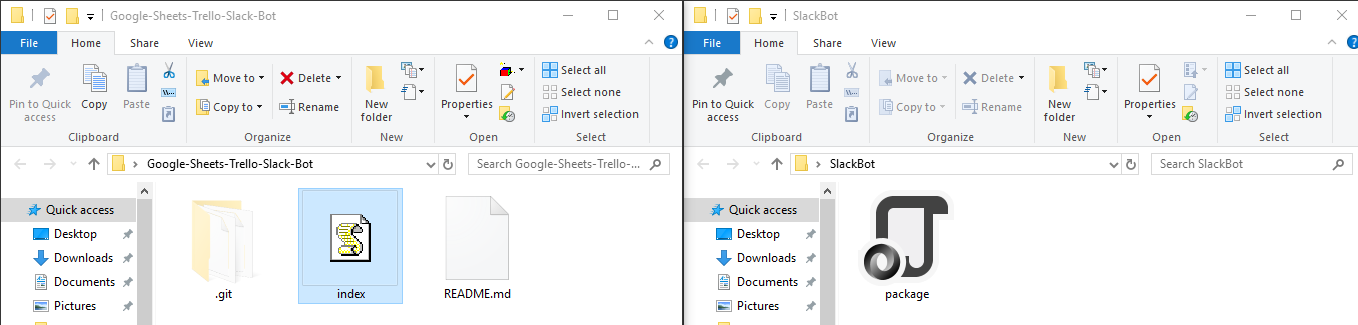 Google-Sheets-Trello-Slack-Bot
File Home Share View
Pin to Quick access
Copy
Paste
Clipboard
Move to
Copy to
Delete
Rename
Organize
New folder
New
Properties
Open
Select all
Select none
Invert selection
Select
Google-Sheets-Trello-Slack-Bot
Search Google-Sheets-Trello-...
Quick access
Desktop
Downloads
Documents
Pictures
.git
index
README.md
SlackBot
File Home Share View
Pin to Quick access
Copy
Paste
Clipboard
Move to
Copy to
Delete
Rename
Organize
New folder
New
Properties
Open
Select all
Select none
Invert selection
Select
SlackBot
Search SlackBot
Quick access
Desktop
Downloads
Documents
Pictures
package